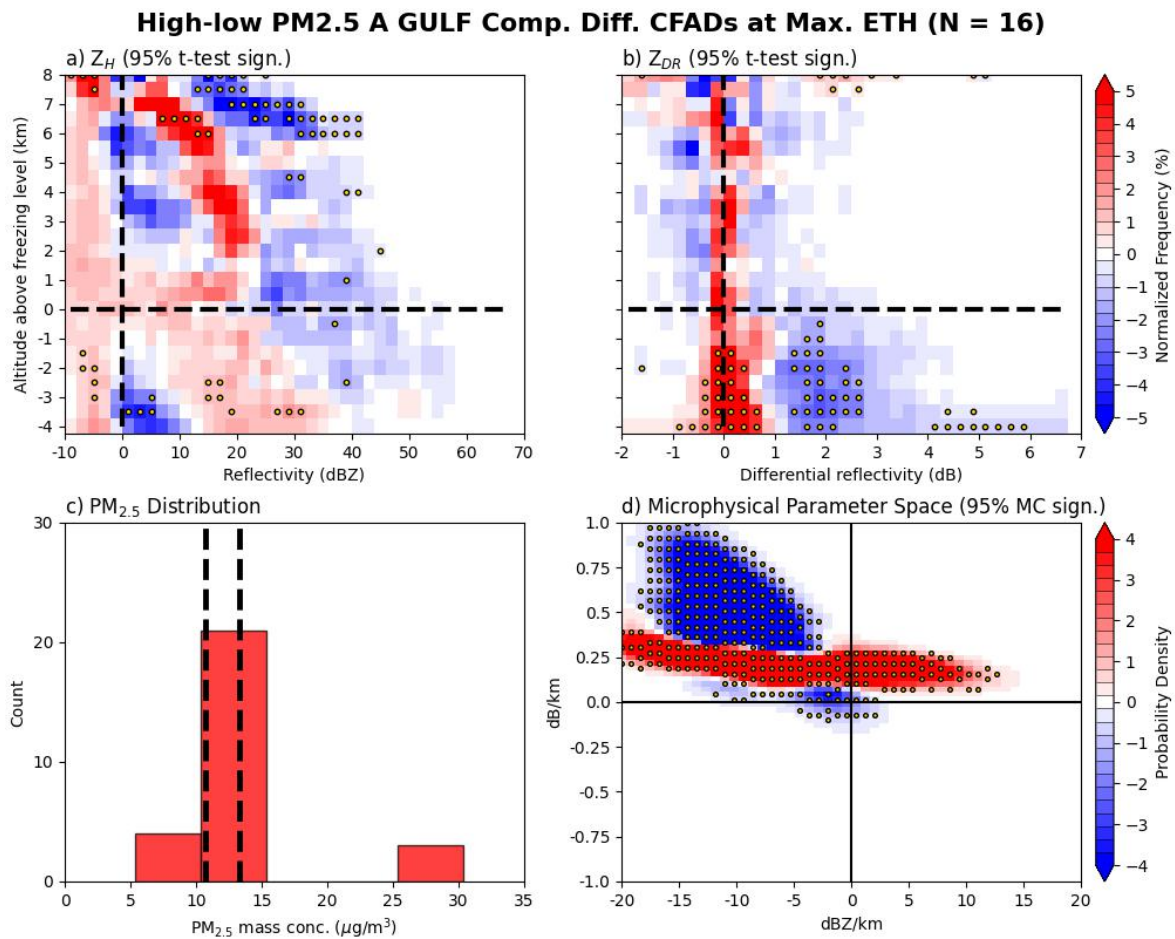 High-low PM2.5 A GULF Comp. Diff. CFADs at Max. ETH (N = 16)
a) Z_H (95% t-test sign.)
8
7
6
5
4
3
2
1
0
-1
-2
-3
-4
Altitude above freezing level (km)
-10 0 10 20 30 40 50 60 70
Reflectivity (dBZ)
b) Z_DR (95% t-test sign.)
-2 -1 0 1 2 3 4 5 6 7
Differential reflectivity (dB)
5
4
3
2
1
0
−1
−2
−3
−4
−5
Normalized Frequency (%)
c) PM_2.5 Distribution
30
20
10
0
Count
0 5 10 15 20 25 30 35
PM_2.5 mass conc. (μg/m³)
d) Microphysical Parameter Space (95% MC sign.)
1.0
0.75
0.5
0.25
0.0
-0.25
-0.5
-0.75
-1.0
dB/km
-20 -15 -10 -5 0 5 10 15 20
dBZ/km
4
3
2
1
0
−1
−2
−3
−4
Probability Density